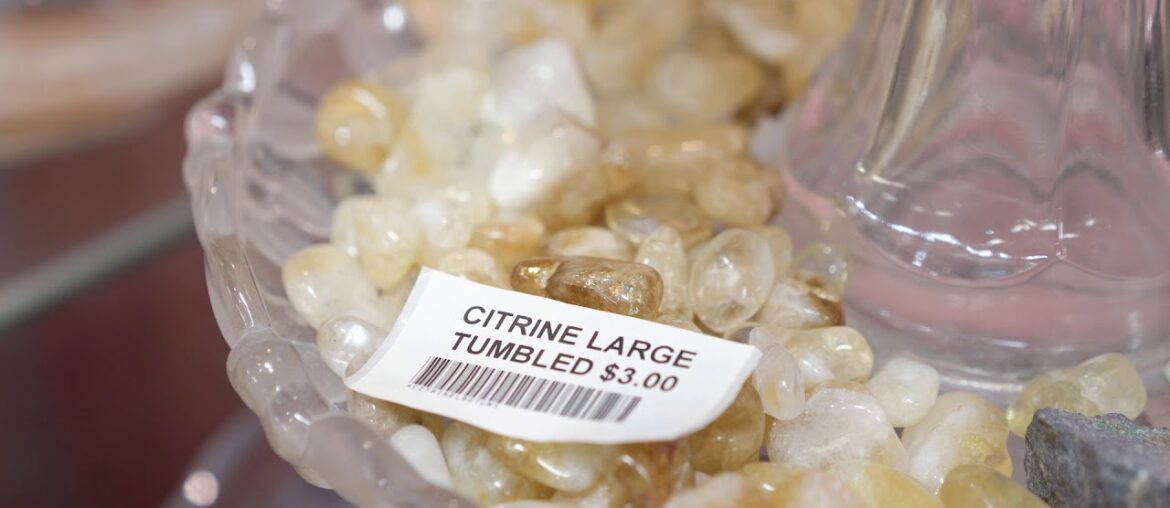 CITRINE LARGE
TUMBLED $3.00